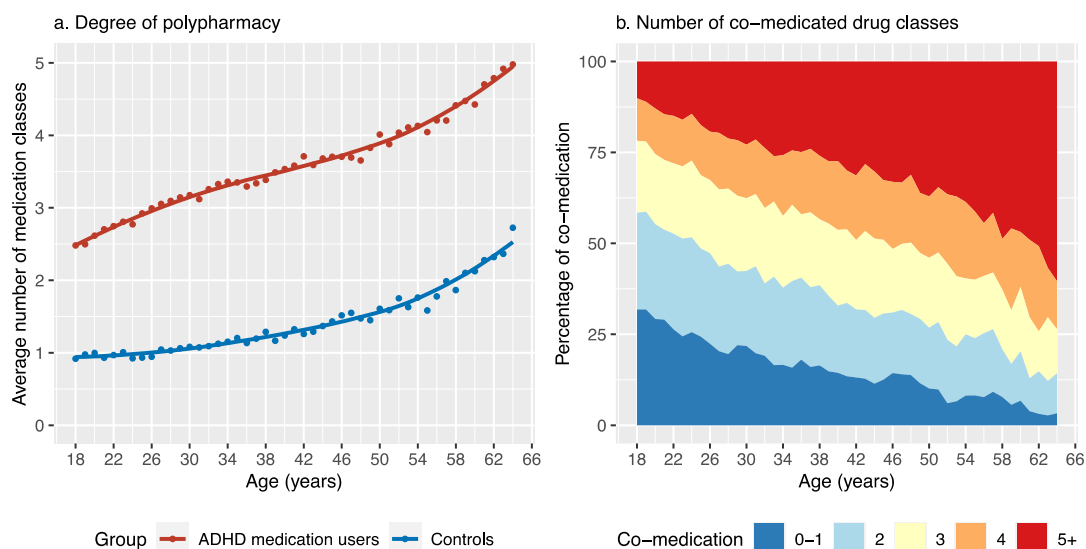 a. Degree of polypharmacy
Average number of medication classes
5
4
3
2
1
0
18 22 26 30 34 38 42 46 50 54 58 62 66
Age (years)
Group ADHD medication users Controls
b. Number of co−medicated drug classes
Percentage of co−medication
100
75
50
25
0
18 22 26 30 34 38 42 46 50 54 58 62 66
Age (years)
Co−medication 0−1 2 3 4 5+